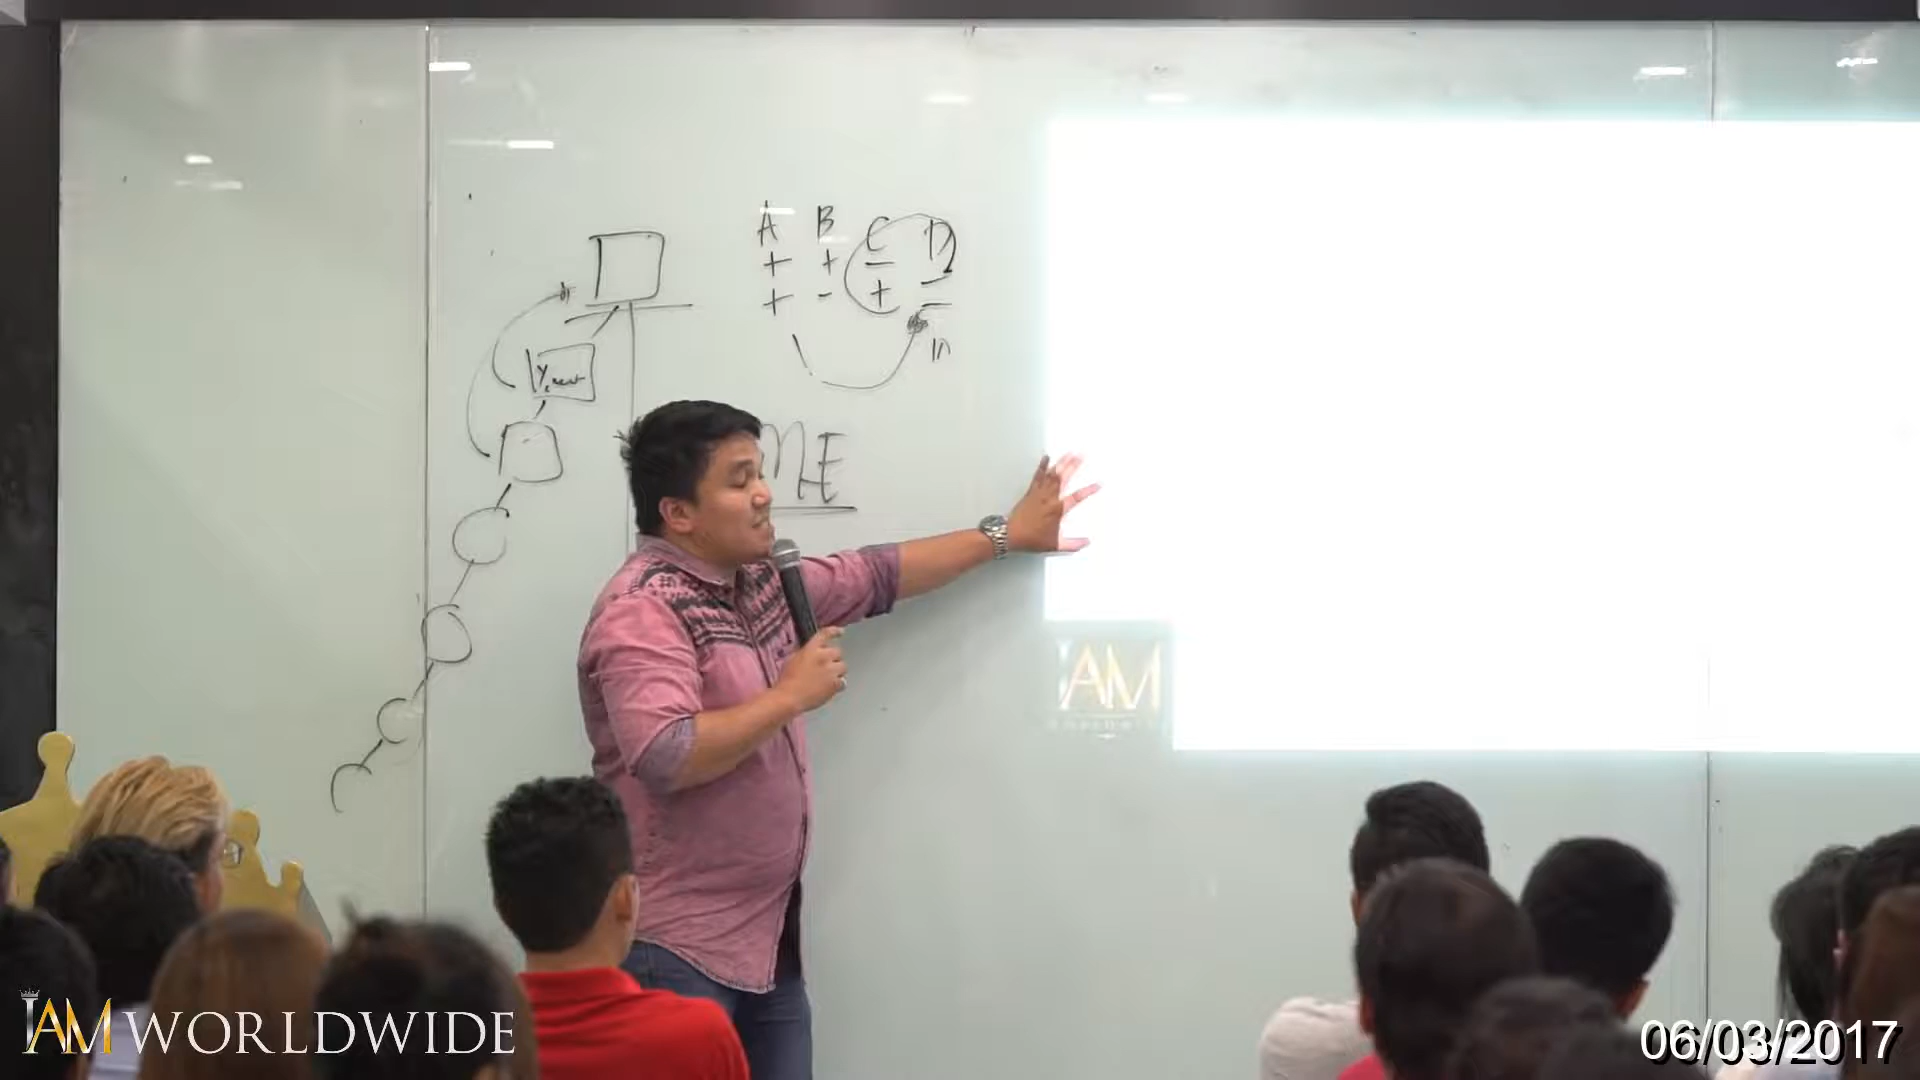 A B C D
+ + - -
+ - + -
ME
IAM
IAM WORLDWIDE
06/03/2017